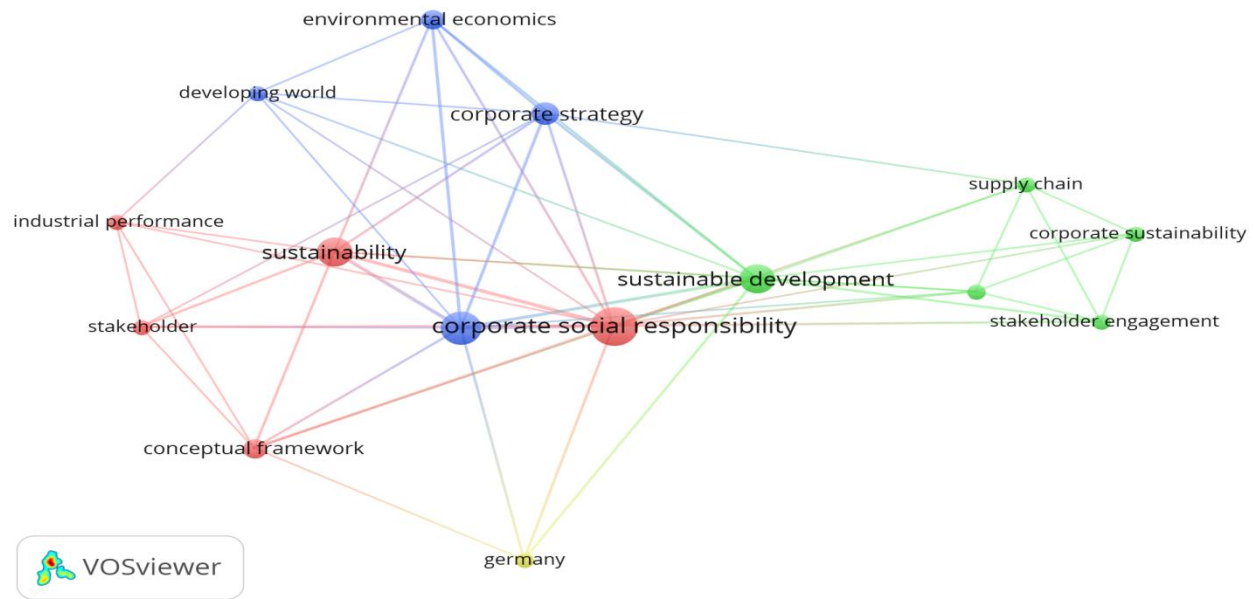 environmental economics
developing world
corporate strategy
supply chain
industrial performance
corporate sustainability
sustainability
sustainable development
stakeholder engagement
stakeholder
corporate social responsibility
conceptual framework
germany
VOSviewer